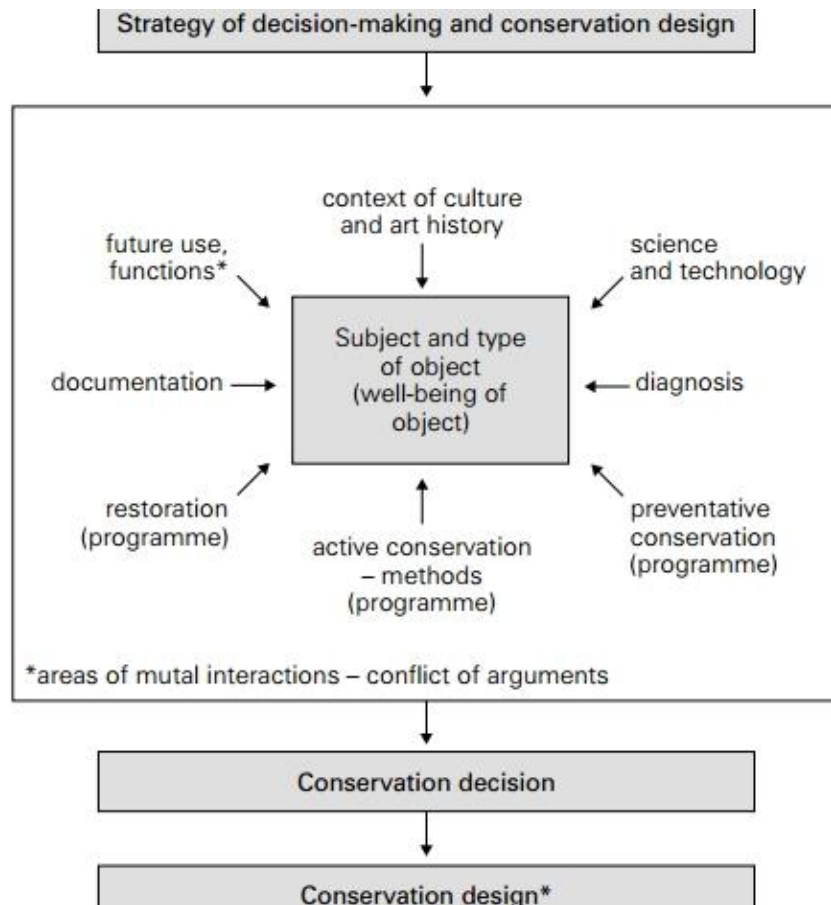 Strategy of decision-making and conservation design
context of culture
and art history
future use,
functions*
science
and technology
Subject and type
of object
(well-being of
object)
documentation
diagnosis
restoration
(programme)
active conservation
– methods
(programme)
preventative
conservation
(programme)
*areas of mutal interactions – conflict of arguments
Conservation decision
Conservation design*